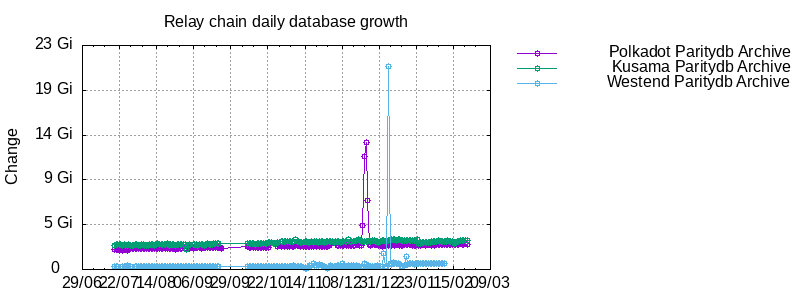 Relay chain daily database growth
23 Gi
19 Gi
14 Gi
9 Gi
5 Gi
0
Change
29/06 22/07 14/08 06/09 29/09 22/10 14/11 08/12 31/12 23/01 15/02 09/03
Polkadot Paritydb Archive
Kusama Paritydb Archive
Westend Paritydb Archive